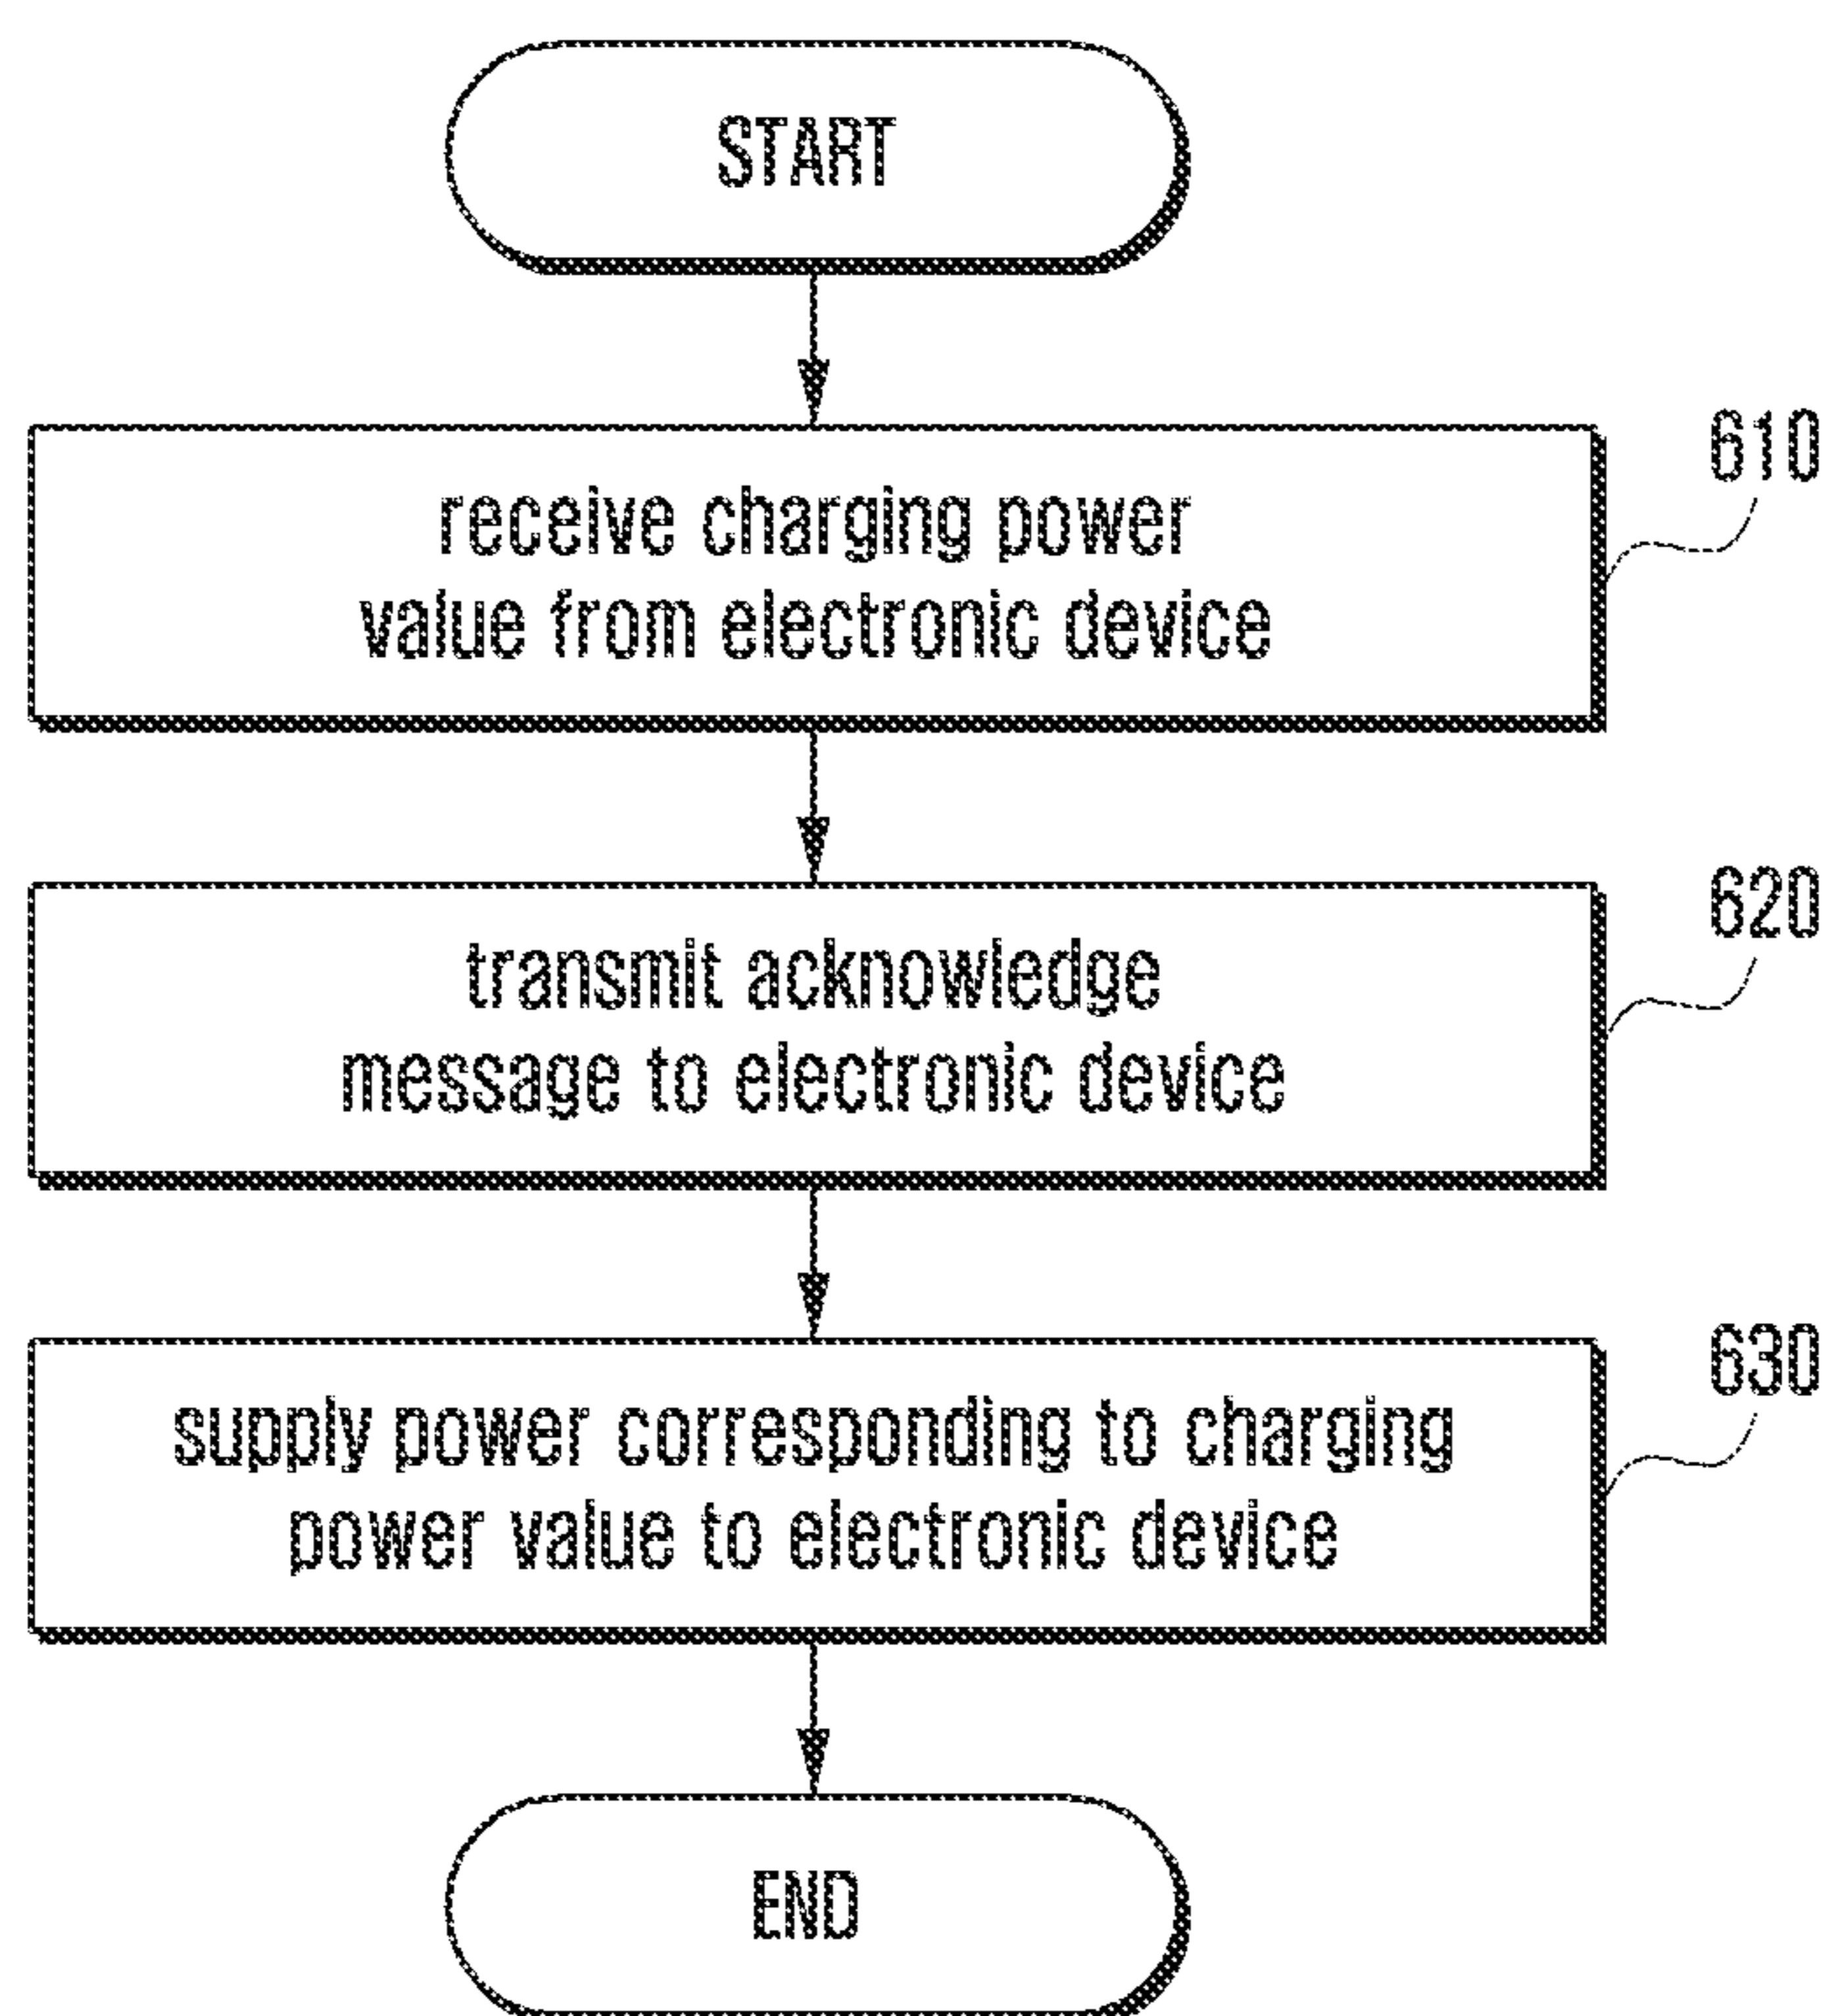 START
610
receive charging power
value from electronic device
620
transmit acknowledge
message to electronic device
630
supply power corresponding to charging
power value to electronic device
END